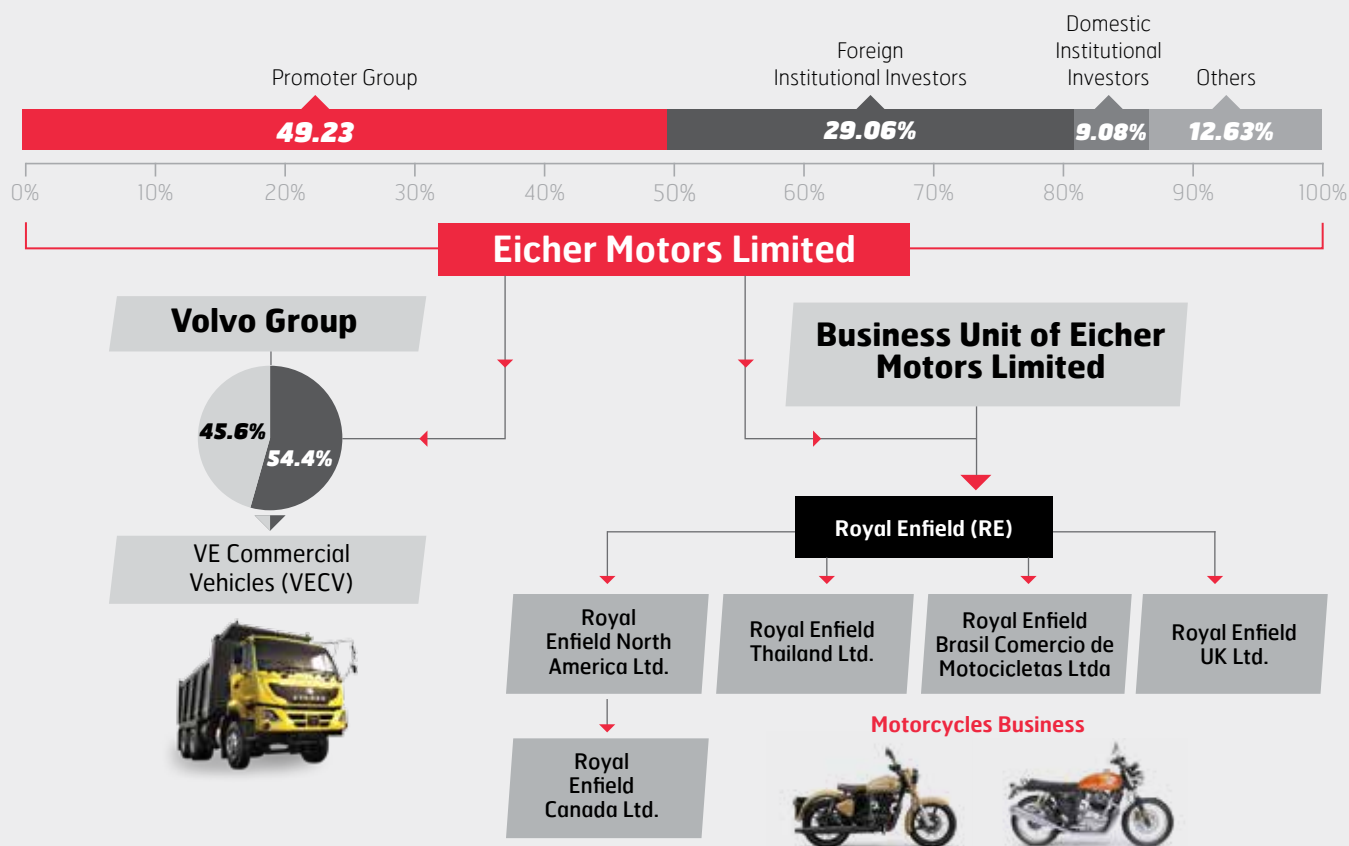 Domestic
Institutional
Investors
Foreign
Institutional Investors
Promoter Group
Others
49.23
29.06%
9.08%
12.63%
0%
10%
20%
30%
40%
50%
60%
70%
80%
90%
100%
Eicher Motors Limited
Volvo Group
45.6%
54.4%
VE Commercial
Vehicles (VECV)
Business Unit of Eicher
Motors Limited
Royal Enfield (RE)
Royal
Enfield North
America Ltd.
Royal Enfield
Thailand Ltd.
Royal Enfield
Brasil Comercio de
Motocicletas Ltda
Royal Enfield
UK Ltd.
Royal
Enfield
Canada Ltd.
Motorcycles Business